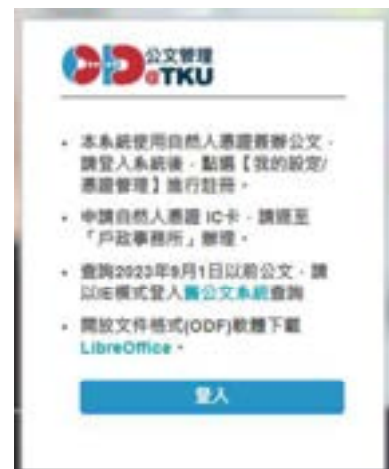 公文管理
@TKU
• 本系統使用自然人憑證簽辦公文，
請登入系統後，點選【我的設定/
憑證管理】進行註冊。
• 申請自然人憑證 IC卡，請逕至
「戶政事務所」辦理。
• 查詢2023年9月1日以前公文，請
以IE模式登入舊公文系統查詢
• 開放文件格式(ODF)軟體下載
LibreOffice。
登入